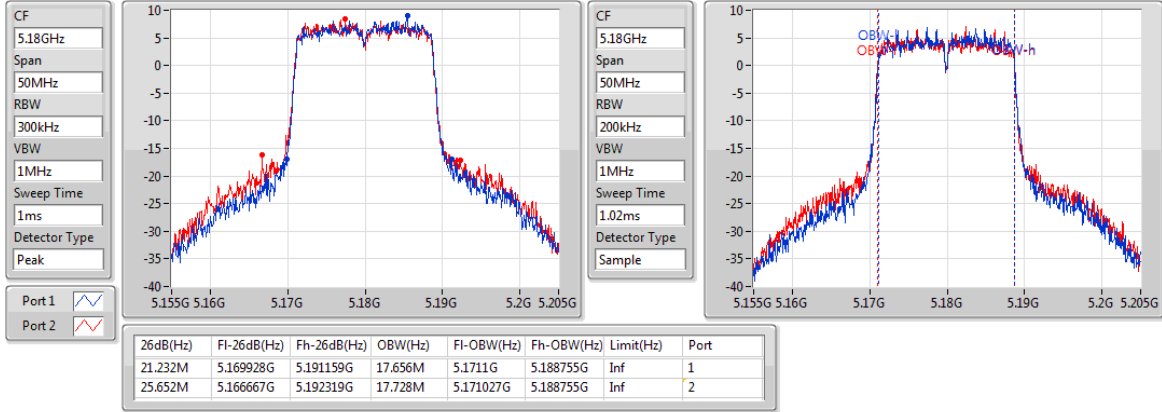 CF
5.18GHz
Span
50MHz
RBW
300kHz
VBW
1MHz
Sweep Time
1ms
Detector Type
Peak
Port 1
Port 2
10
5
0
-5
-10
-15
-20
-25
-30
-35
-40
5.155G 5.16G 5.17G 5.18G 5.19G 5.2G 5.205G
CF
5.18GHz
Span
50MHz
RBW
200kHz
VBW
1MHz
Sweep Time
1.02ms
Detector Type
Sample
10
5
0
-5
-10
-15
-20
-25
-30
-35
-40
OBW-l
OBW-h
5.155G 5.16G 5.17G 5.18G 5.19G 5.2G 5.205G
26dB(Hz) Fl-26dB(Hz) Fh-26dB(Hz) OBW(Hz) Fl-OBW(Hz) Fh-OBW(Hz) Limit(Hz) Port
21.232M 5.169928G 5.191159G 17.656M 5.1711G 5.188755G Inf 1
25.652M 5.166667G 5.192319G 17.728M 5.171027G 5.188755G Inf 2